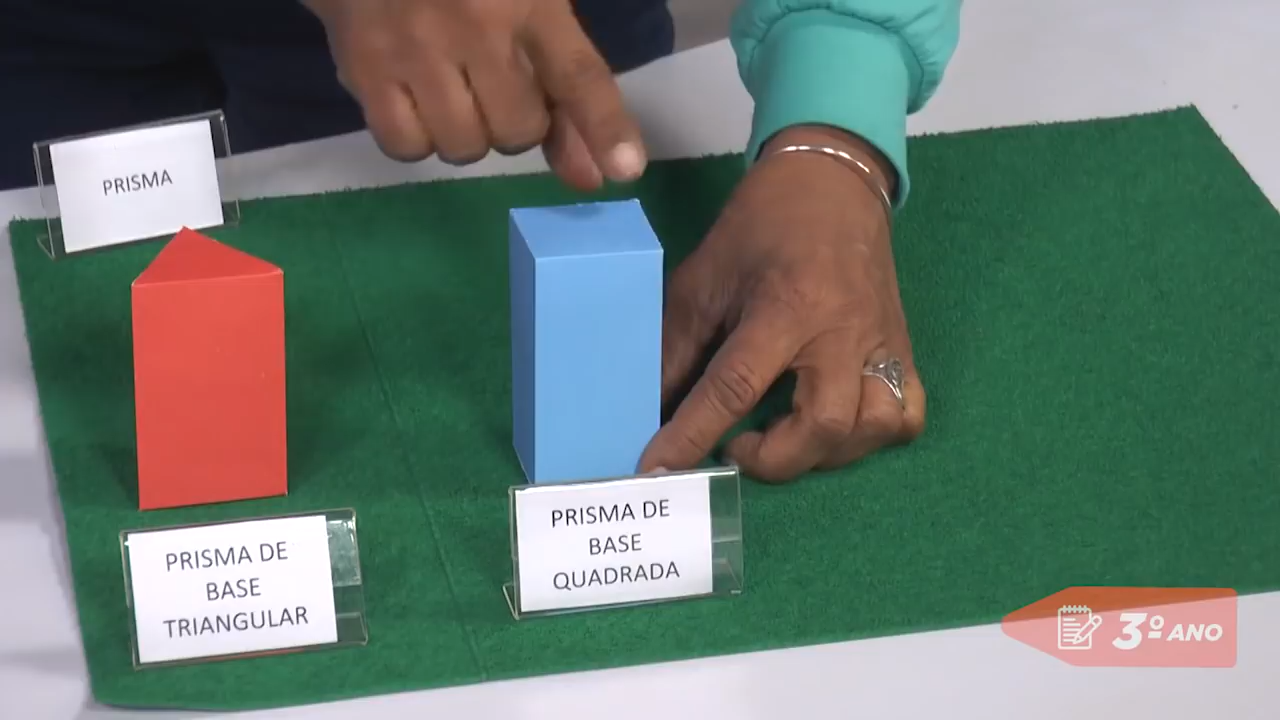 PRISMA
PRISMA DE
BASE
TRIANGULAR
PRISMA DE
BASE
QUADRADA
3º ANO